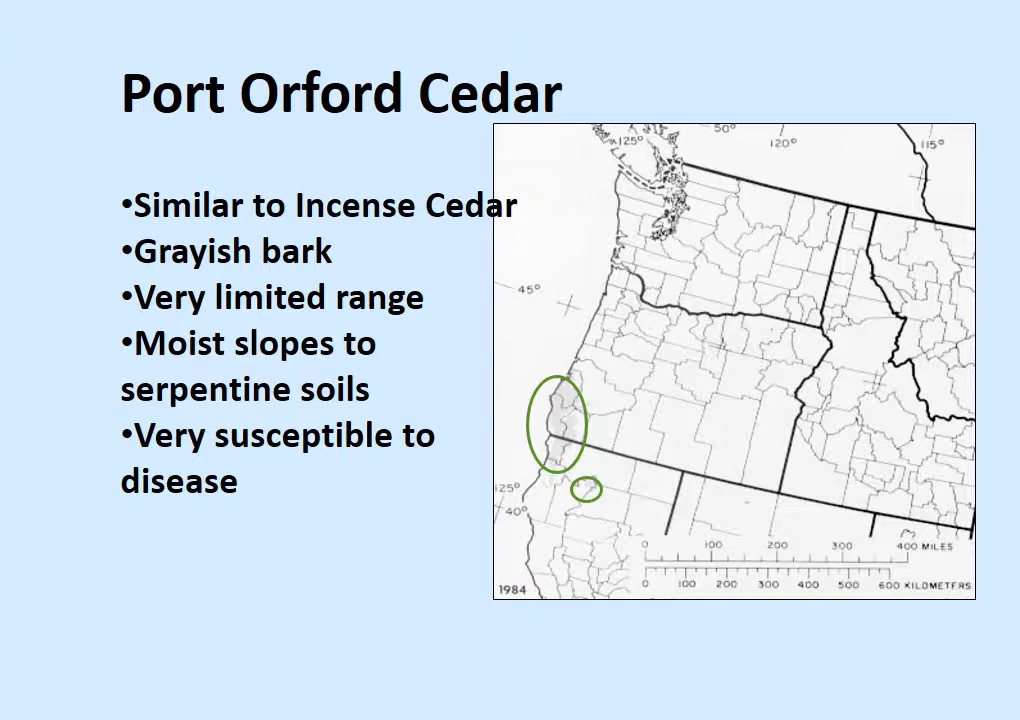 Port Orford Cedar
•Similar to Incense Cedar
•Grayish bark
•Very limited range
•Moist slopes to
serpentine soils
•Very susceptible to
disease
125° 50° 120° 115°
45°
125°
40°
0 100 200 300 400 MILES
0 100 200 300 400 500 600 KILOMETERS
1984